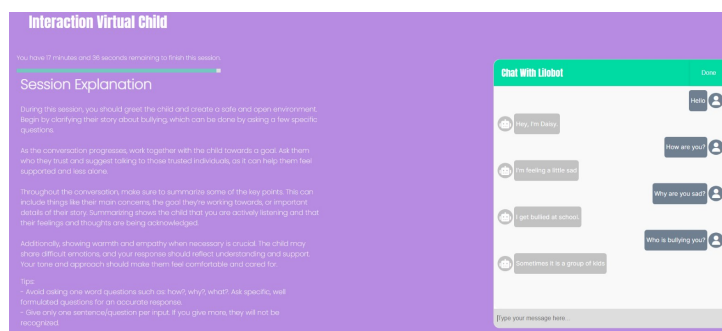 Interaction Virtual Child
You have 17 minutes and 36 seconds remaining to finish this session.
Session Explanation
During this session, you should greet the child and create a safe and open environment.
Begin by clarifying their story about bullying, which can be done by asking a few specific
questions.
As the conversation progresses, work together with the child towards a goal. Ask them
who they trust and suggest talking to those trusted individuals, as it can help them feel
supported and less alone.
Throughout the conversation, make sure to summarize some of the key points. This can
include things like their main concerns, the goal they're working towards, or important
details of their story. Summarizing shows the child that you are actively listening and that
their feelings and thoughts are being acknowledged.
Additionally, showing warmth and empathy when necessary is crucial. The child may
share difficult emotions, and your response should reflect understanding and support.
Your tone and approach should make them feel comfortable and cared for.
Tips:
- Avoid asking one word questions such as: how?; why?; what? Ask specific, well
formulated questions for an accurate response.
- Give only one sentence/question per input. If you give more, they will not be
recognized.
Chat With Lilobot
Done
Hello
Hey, I'm Daisy.
How are you?
I'm feeling a little sad
Why are you sad?
I get bullied at school.
Who is bullying you?
Sometimes it is a group of kids
Type your message here...